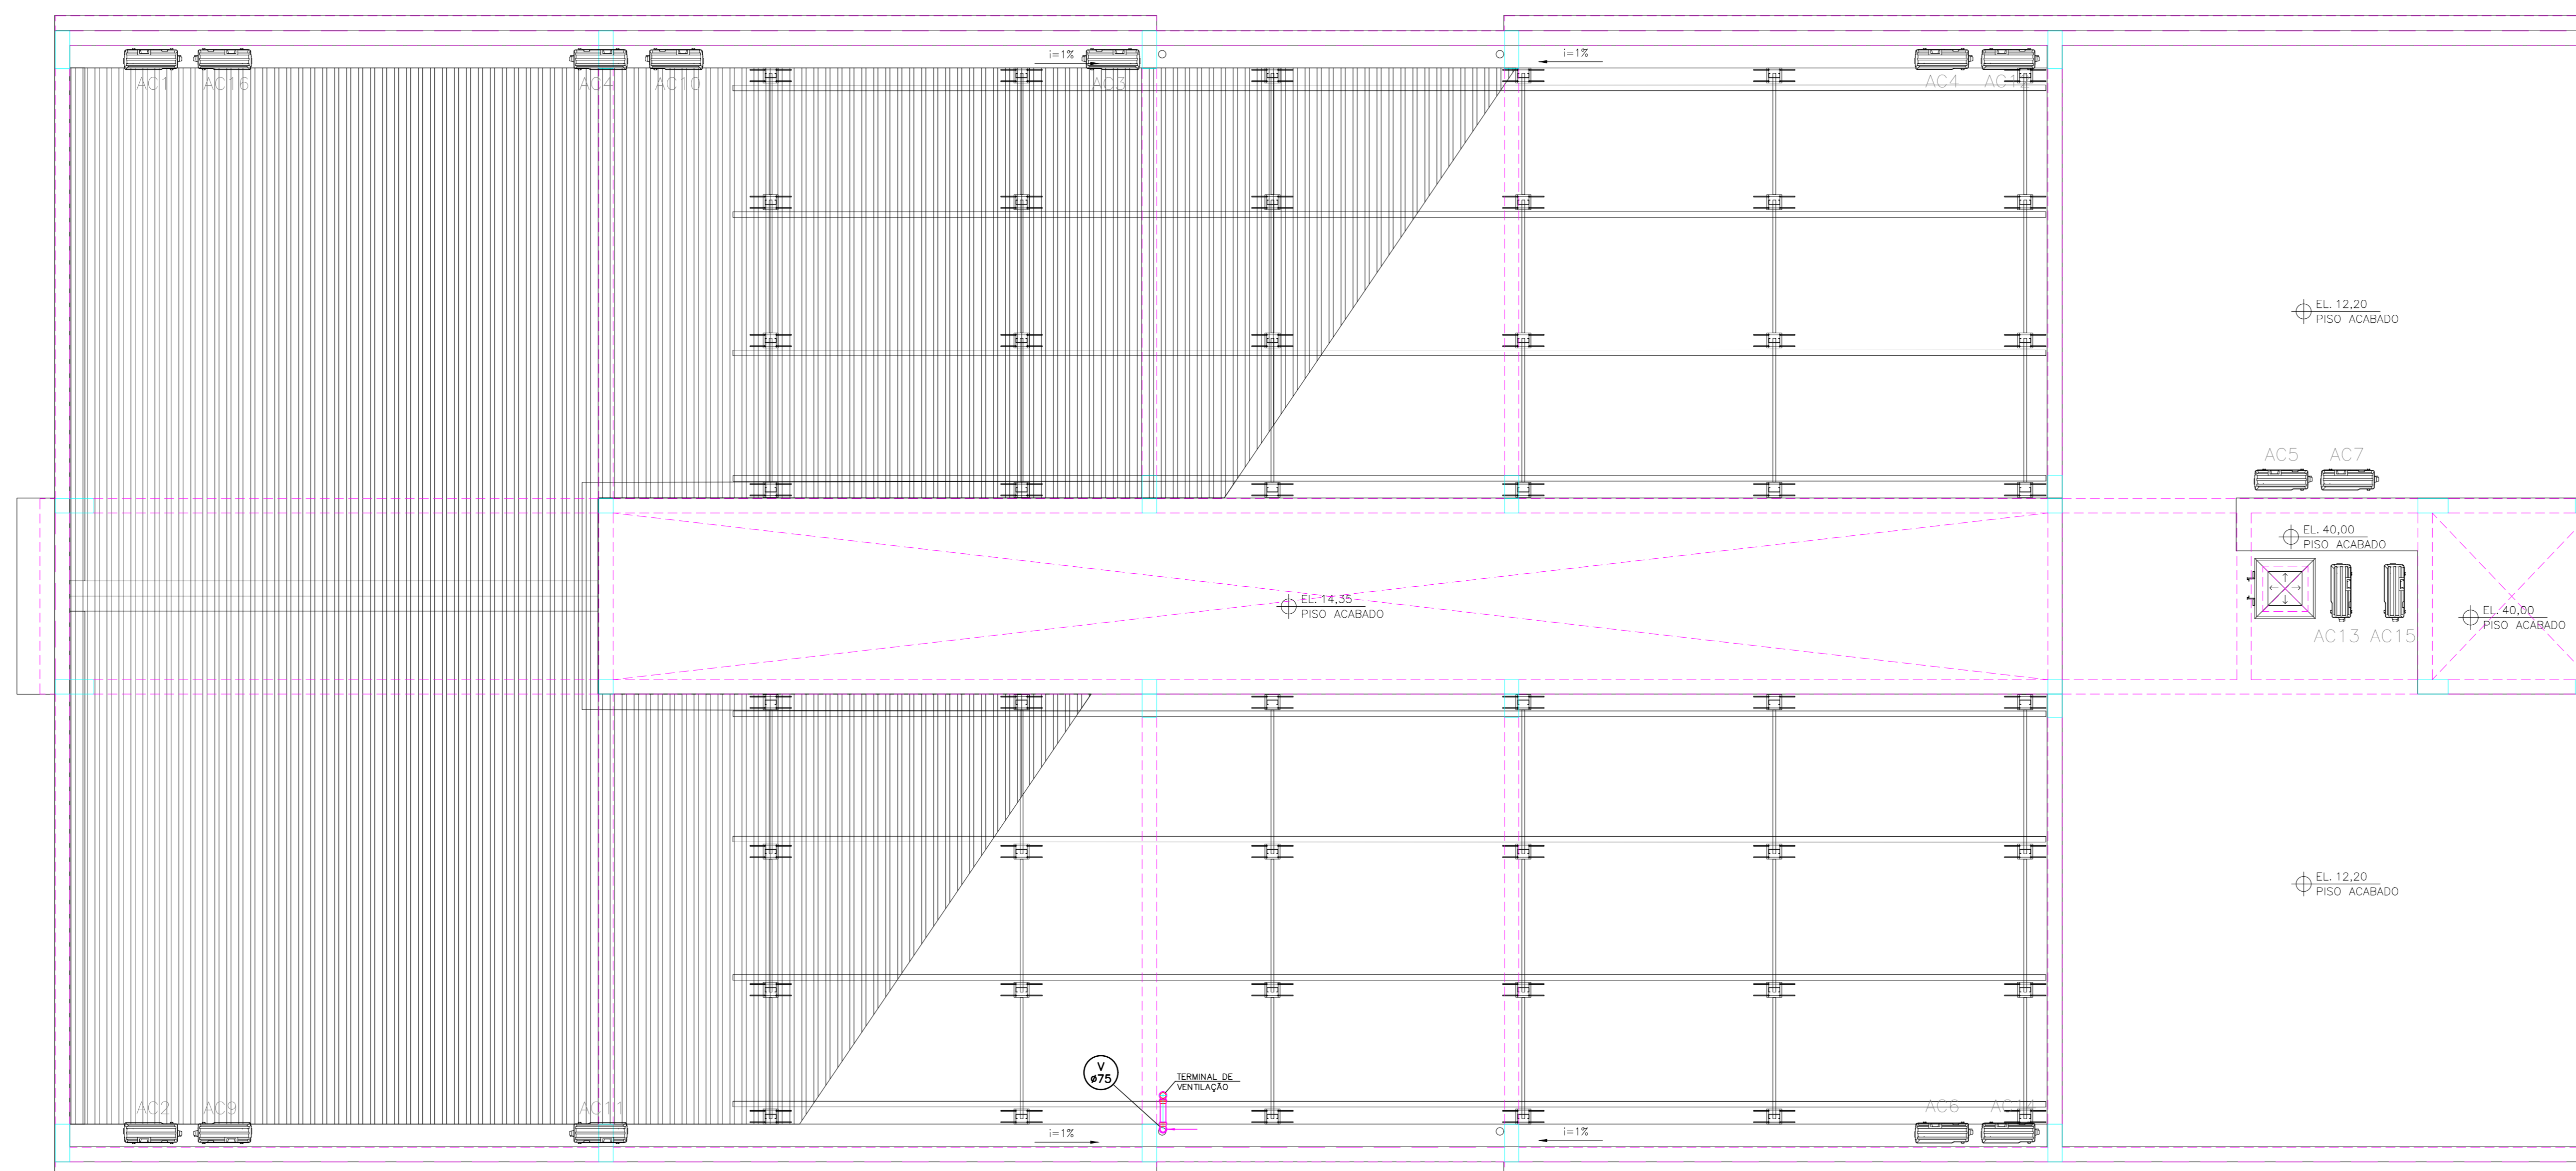 i=1%
i=1%
AC1
AC16
AC4
AC10
AC3
AC4
AC12
EL. 12,20
PISO ACABADO
AC5
AC7
EL. 40,00
PISO ACABADO
EL. 14,35
PISO ACABADO
EL. 40,00
PISO ACABADO
AC13
AC15
EL. 12,20
PISO ACABADO
V
ø75
TERMINAL DE
VENTILAÇÃO
AC2
AC9
AC11
AC6
AC14
i=1%
i=1%